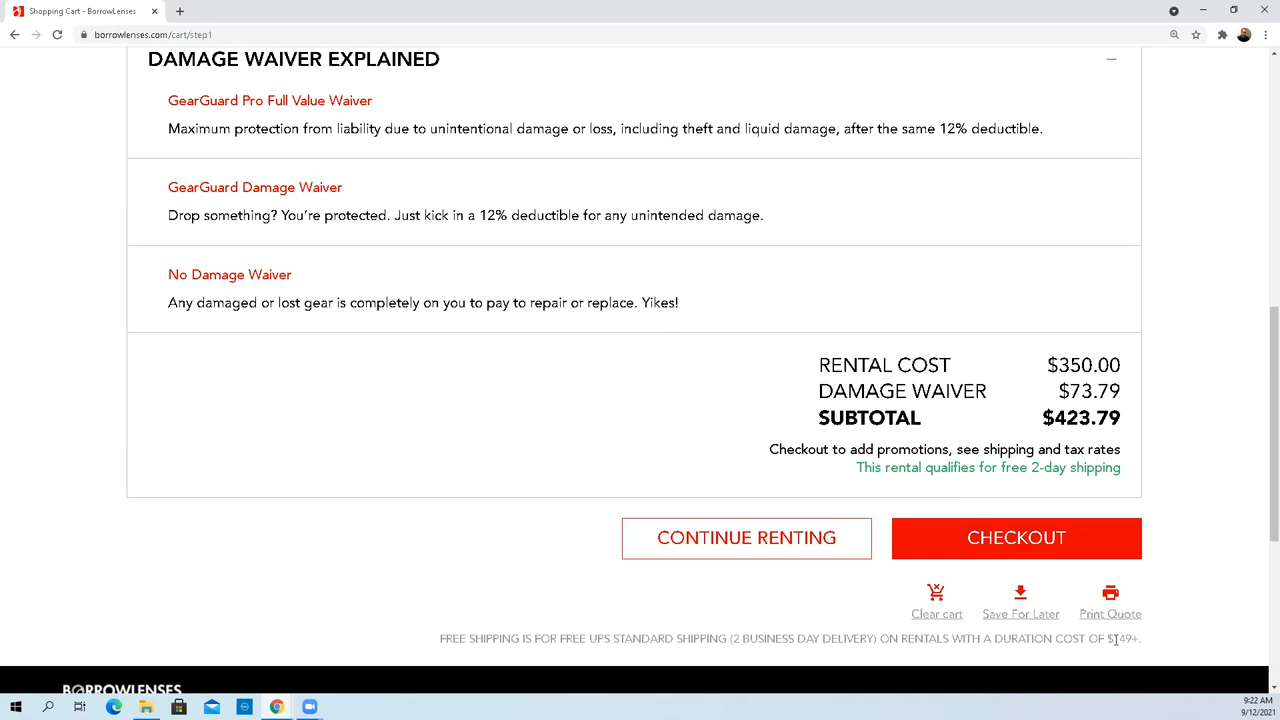 Shopping Cart - BorrowLenses
borrowlenses.com/cart/step1
DAMAGE WAIVER EXPLAINED
GearGuard Pro Full Value Waiver
Maximum protection from liability due to unintentional damage or loss, including theft and liquid damage, after the same 12% deductible.
GearGuard Damage Waiver
Drop something? You're protected. Just kick in a 12% deductible for any unintended damage.
No Damage Waiver
Any damaged or lost gear is completely on you to pay to repair or replace. Yikes!
RENTAL COST $350.00
DAMAGE WAIVER $73.79
SUBTOTAL $423.79
Checkout to add promotions, see shipping and tax rates
This rental qualifies for free 2-day shipping
CONTINUE RENTING CHECKOUT
Clear cart Save For Later Print Quote
FREE SHIPPING IS FOR FREE UPS STANDARD SHIPPING (2 BUSINESS DAY DELIVERY) ON RENTALS WITH A DURATION COST OF
BORROWLENSES
9:22 AM
9/12/2021